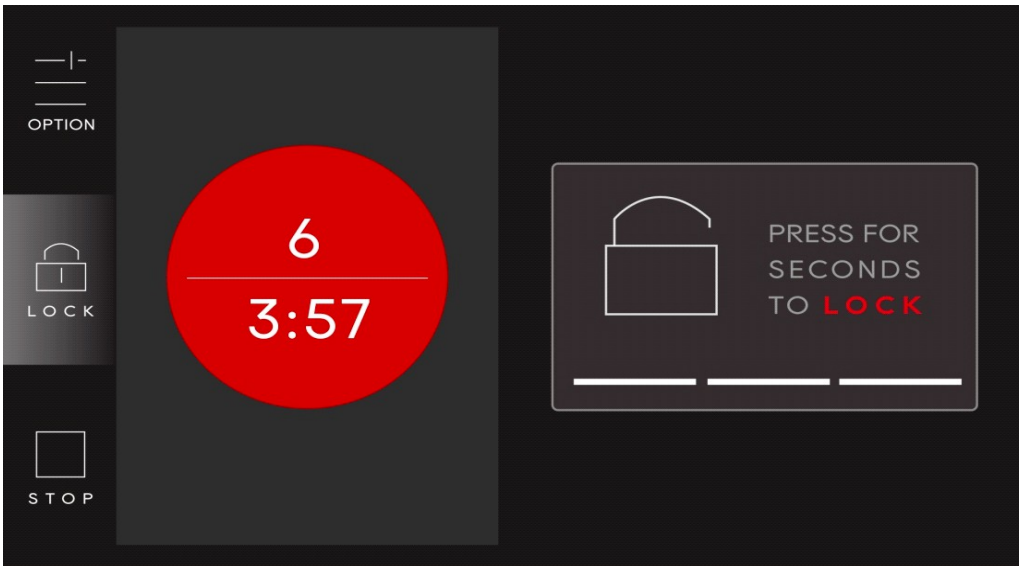 OPTION
LOCK
STOP
6
3:57
PRESS FOR
SECONDS
TO LOCK